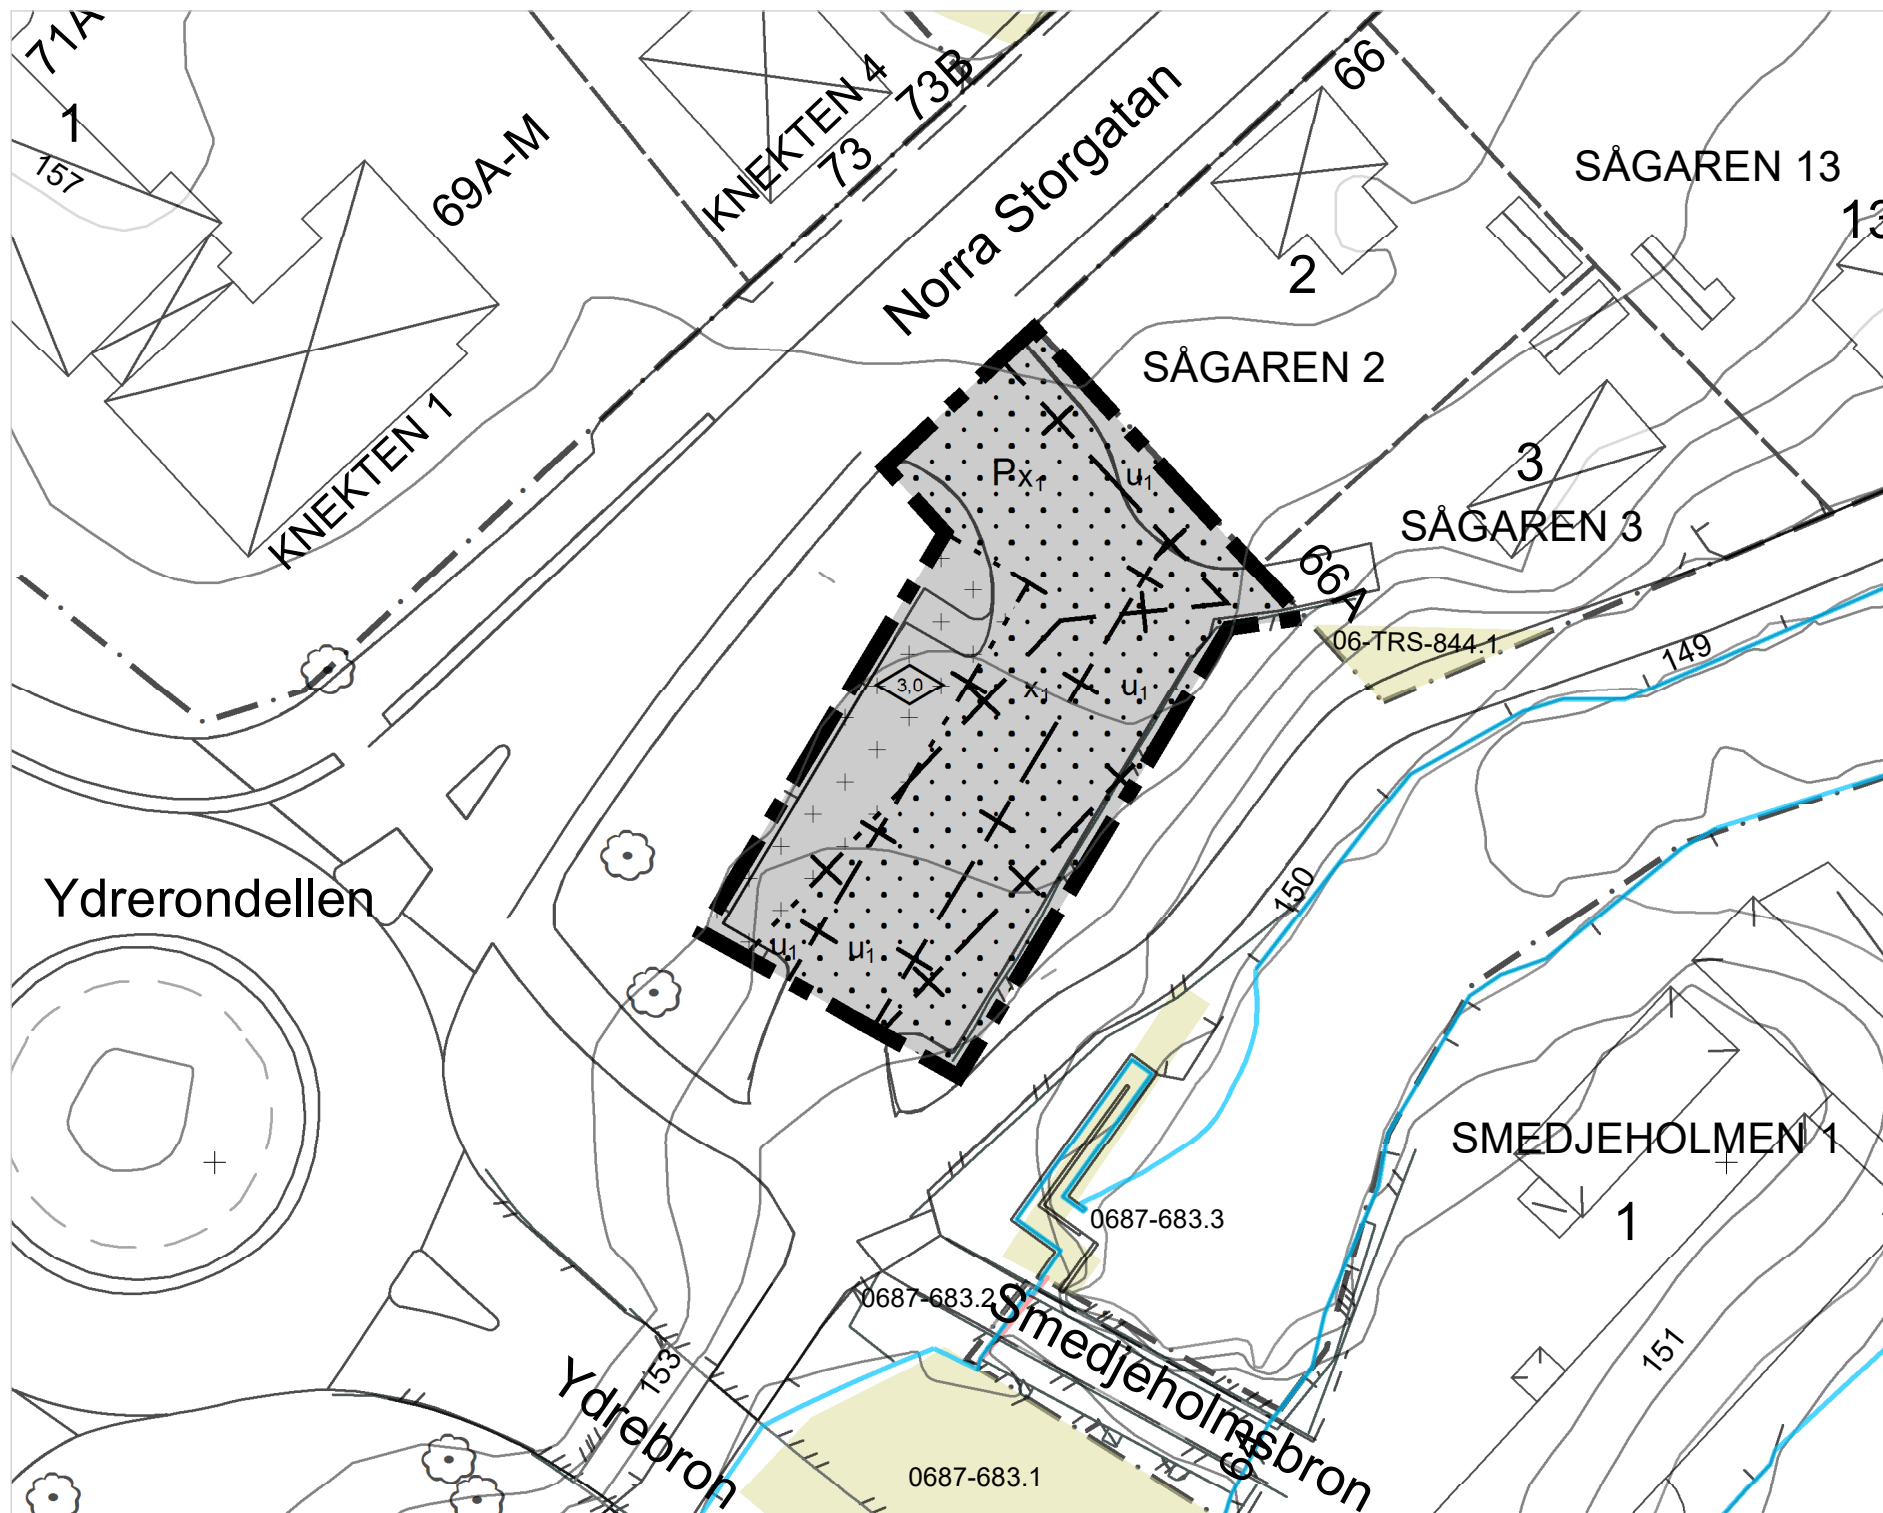 71A
1
157
69A-M
KNEKTEN 4
73B
73
Norra Storgatan
66
2
SÅGAREN 13
13
SÅGAREN 2
KNEKTEN 1
3
SÅGAREN 3
Px1
u1
66A
06-TRS-844.1
149
3,0
x1
u1
Ydrerondellen
150
u1
u1
SMEDJEHOLMEN 1
1
0687-683.3
0687-683.2
Smedjeholmsbron
153
151
Ydrebron
0687-683.1